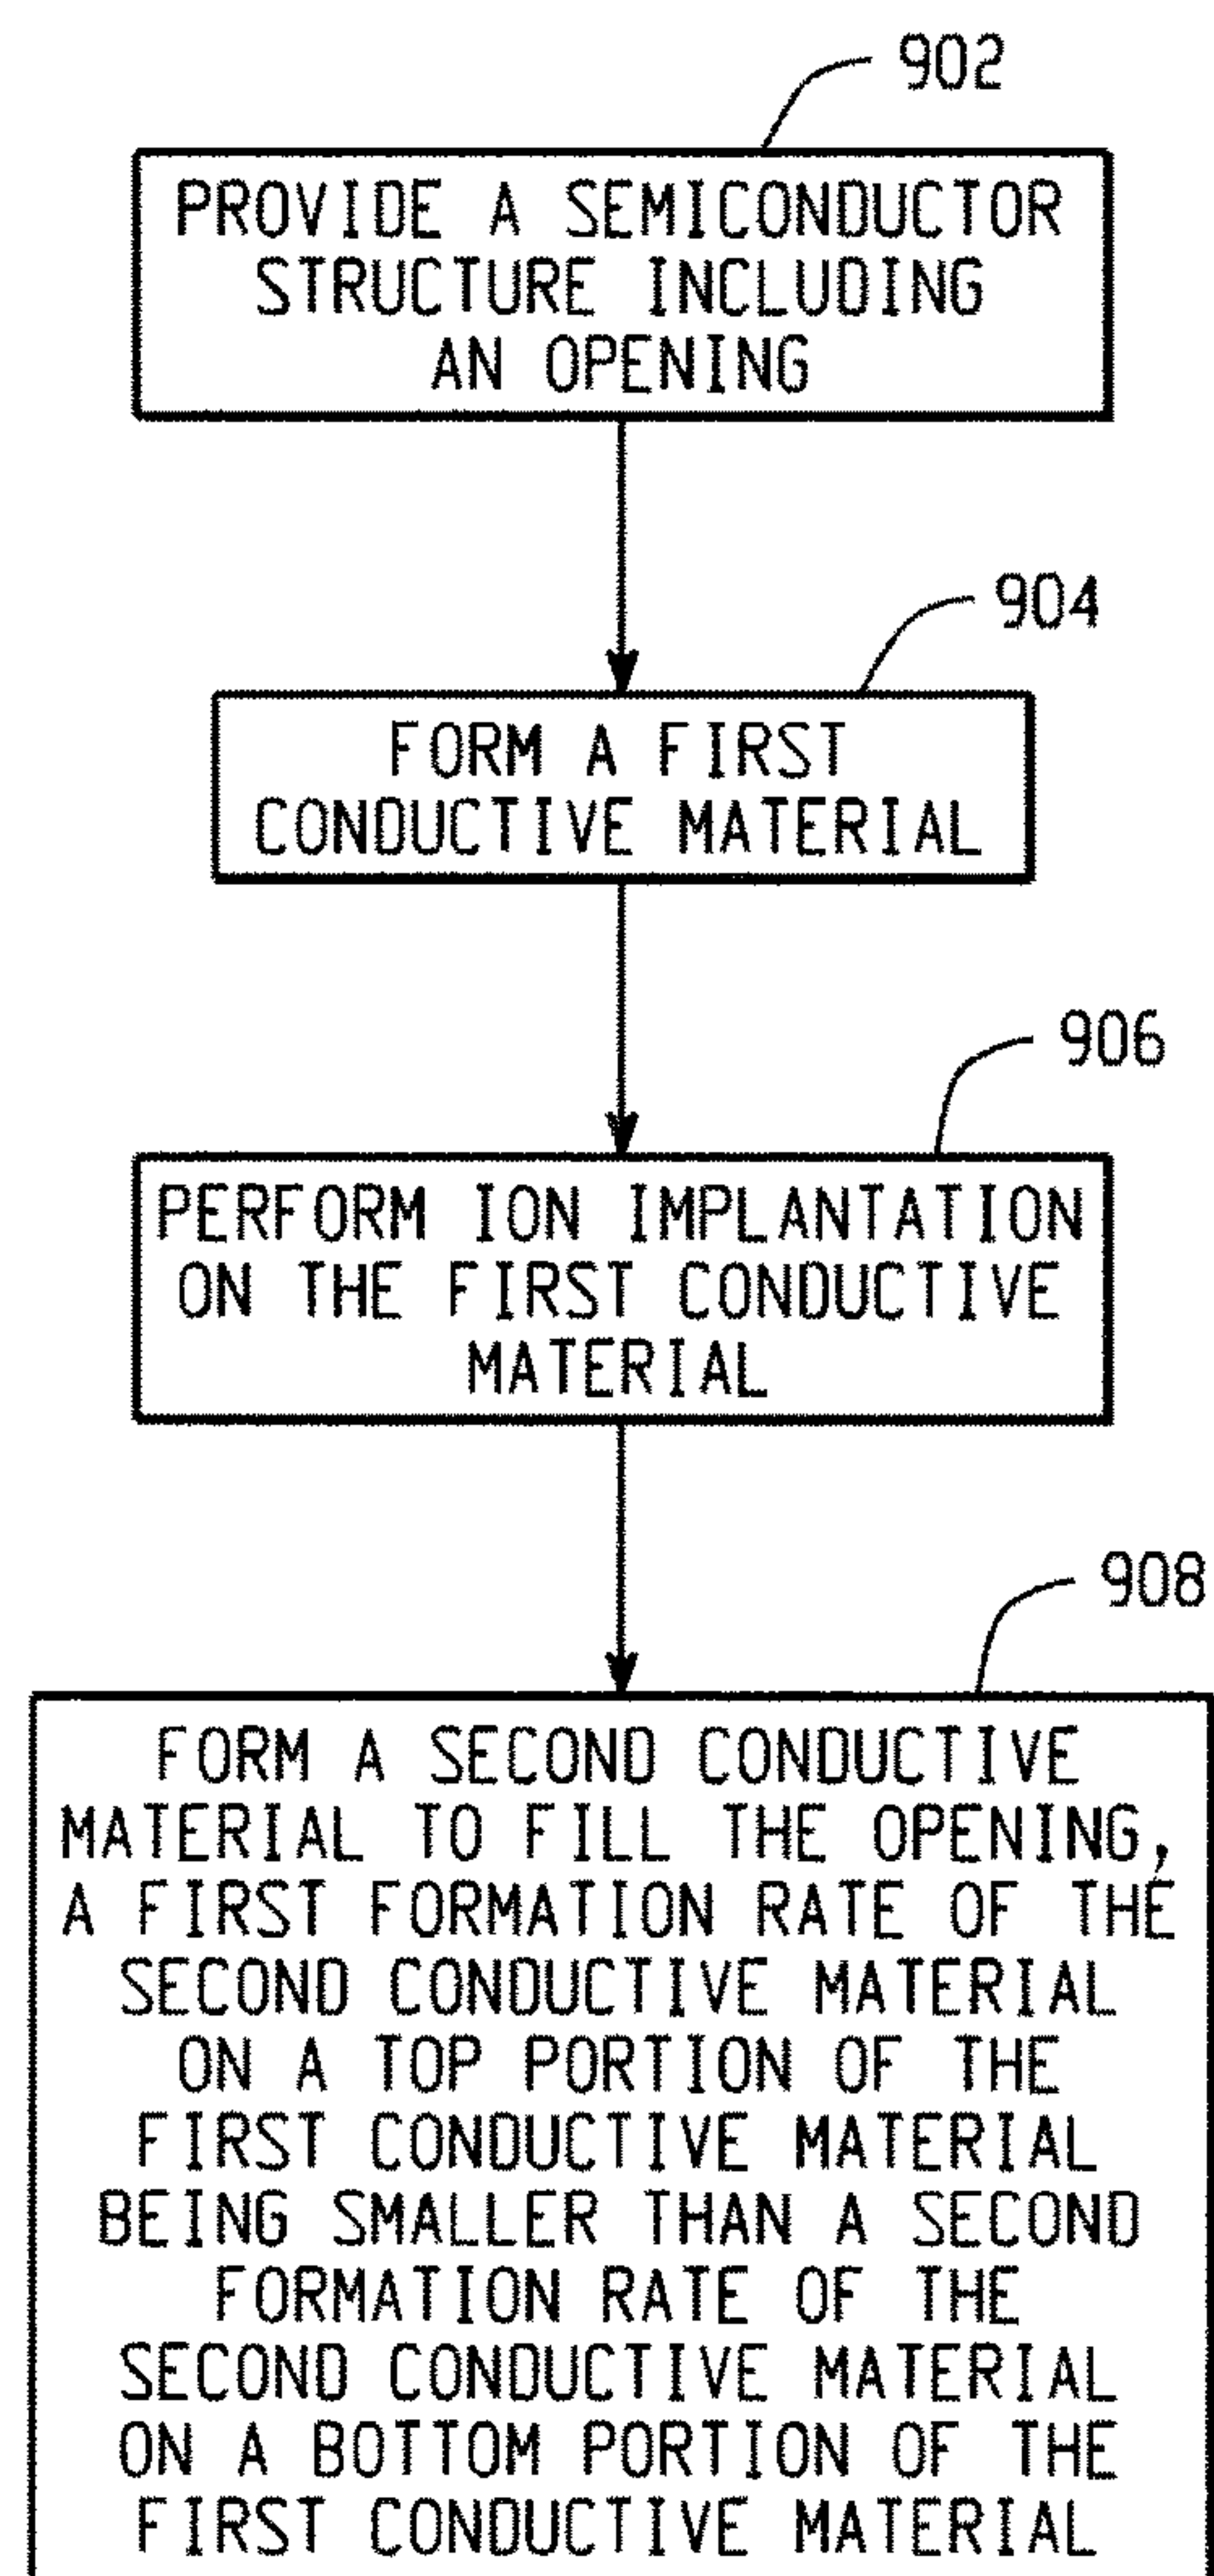 902
PROVIDE A SEMICONDUCTOR
STRUCTURE INCLUDING
AN OPENING
904
FORM A FIRST
CONDUCTIVE MATERIAL
906
PERFORM ION IMPLANTATION
ON THE FIRST CONDUCTIVE
MATERIAL
908
FORM A SECOND CONDUCTIVE
MATERIAL TO FILL THE OPENING,
A FIRST FORMATION RATE OF THE
SECOND CONDUCTIVE MATERIAL
ON A TOP PORTION OF THE
FIRST CONDUCTIVE MATERIAL
BEING SMALLER THAN A SECOND
FORMATION RATE OF THE
SECOND CONDUCTIVE MATERIAL
ON A BOTTOM PORTION OF THE
FIRST CONDUCTIVE MATERIAL